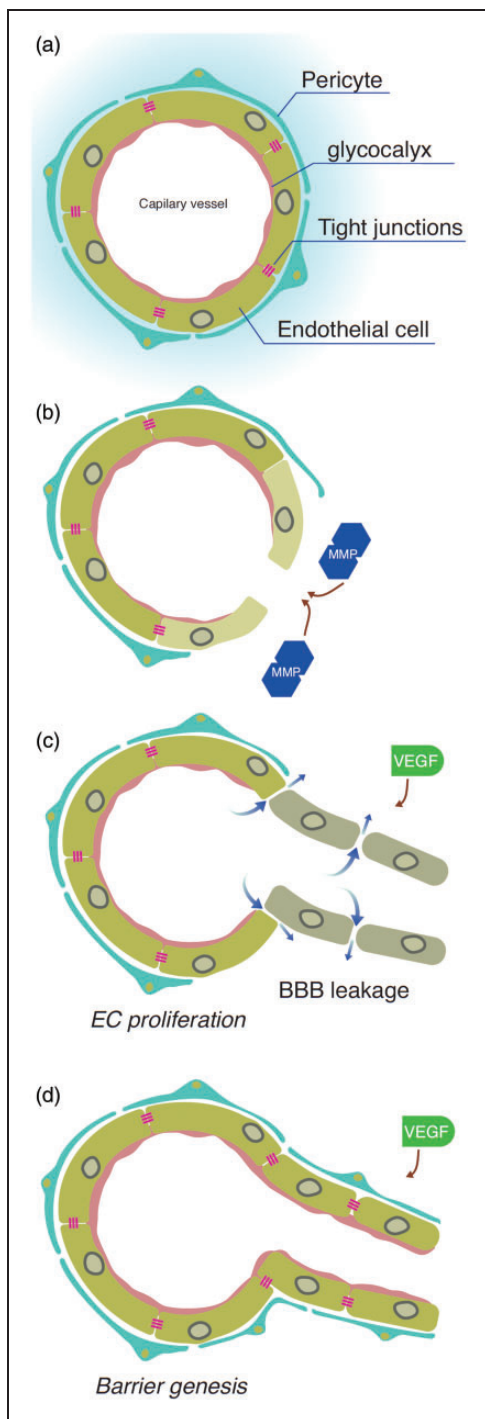 (a)
Pericyte
glycocalyx
Capilary vessel
Tight junctions
Endothelial cell
(b)
MMP
MMP
(c)
VEGF
BBB leakage
EC proliferation
(d)
VEGF
Barrier genesis